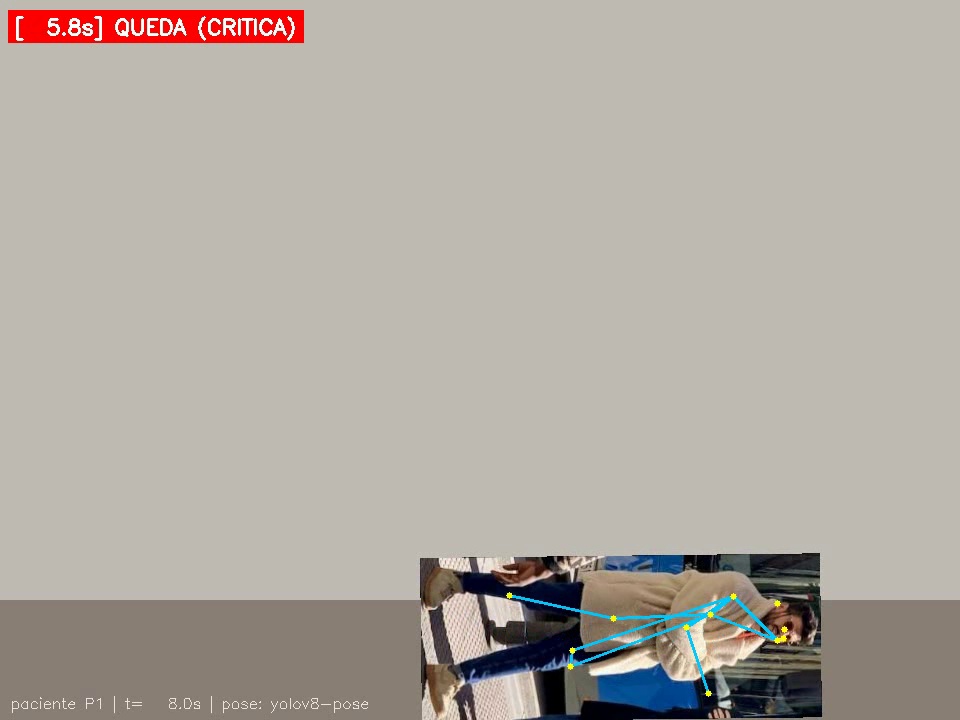 [  5.8s] QUEDA (CRITICA)
paciente P1 | t=  8.0s | pose: yolov8-pose